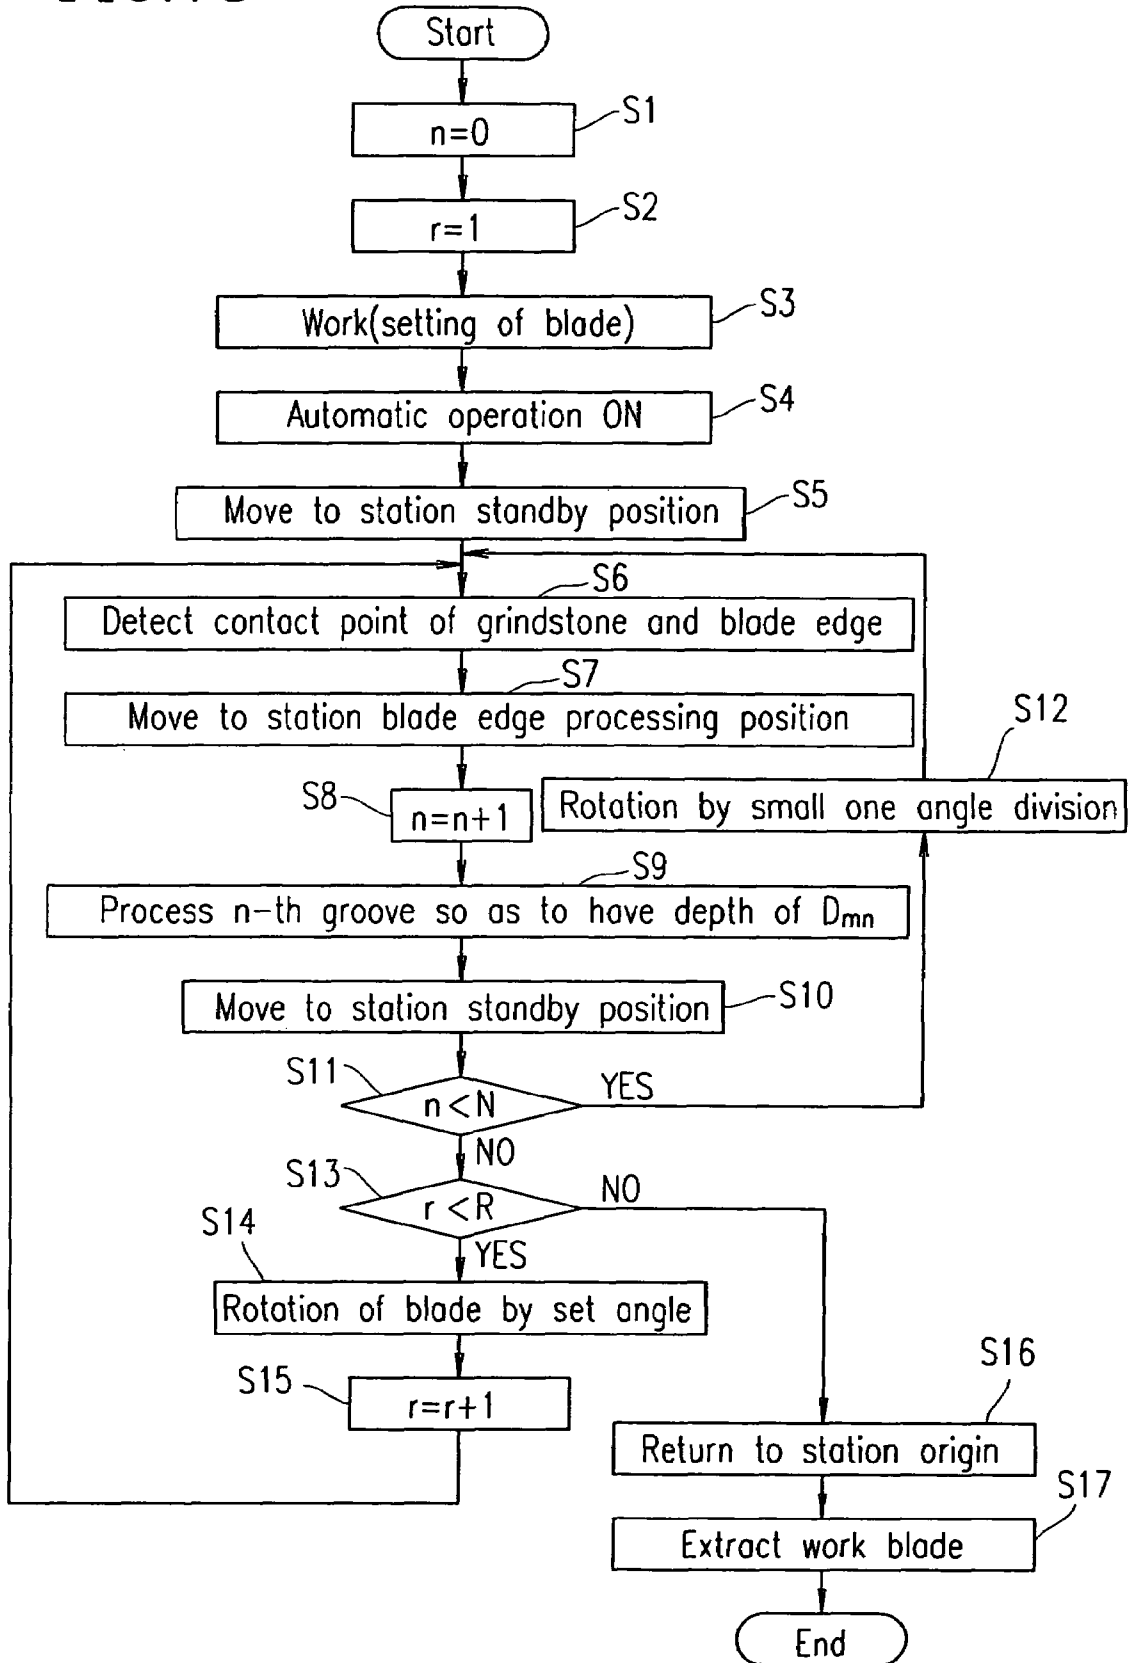 Start
n=0
S1
r=1
S2
Work(setting of blade)
S3
Automatic operation ON
S4
Move to station standby position
S5
S6
Detect contact point of grindstone and blade edge
S7
Move to station blade edge processing position
S12
S8
n=n+1
Rotation by small one angle division
S9
Process n-th groove so as to have depth of Dmn
Move to station standby position
S10
S11
n<N
YES
NO
S13
r<R
NO
S14
YES
Rotation of blade by set angle
S15
r=r+1
S16
Return to station origin
S17
Extract work blade
End